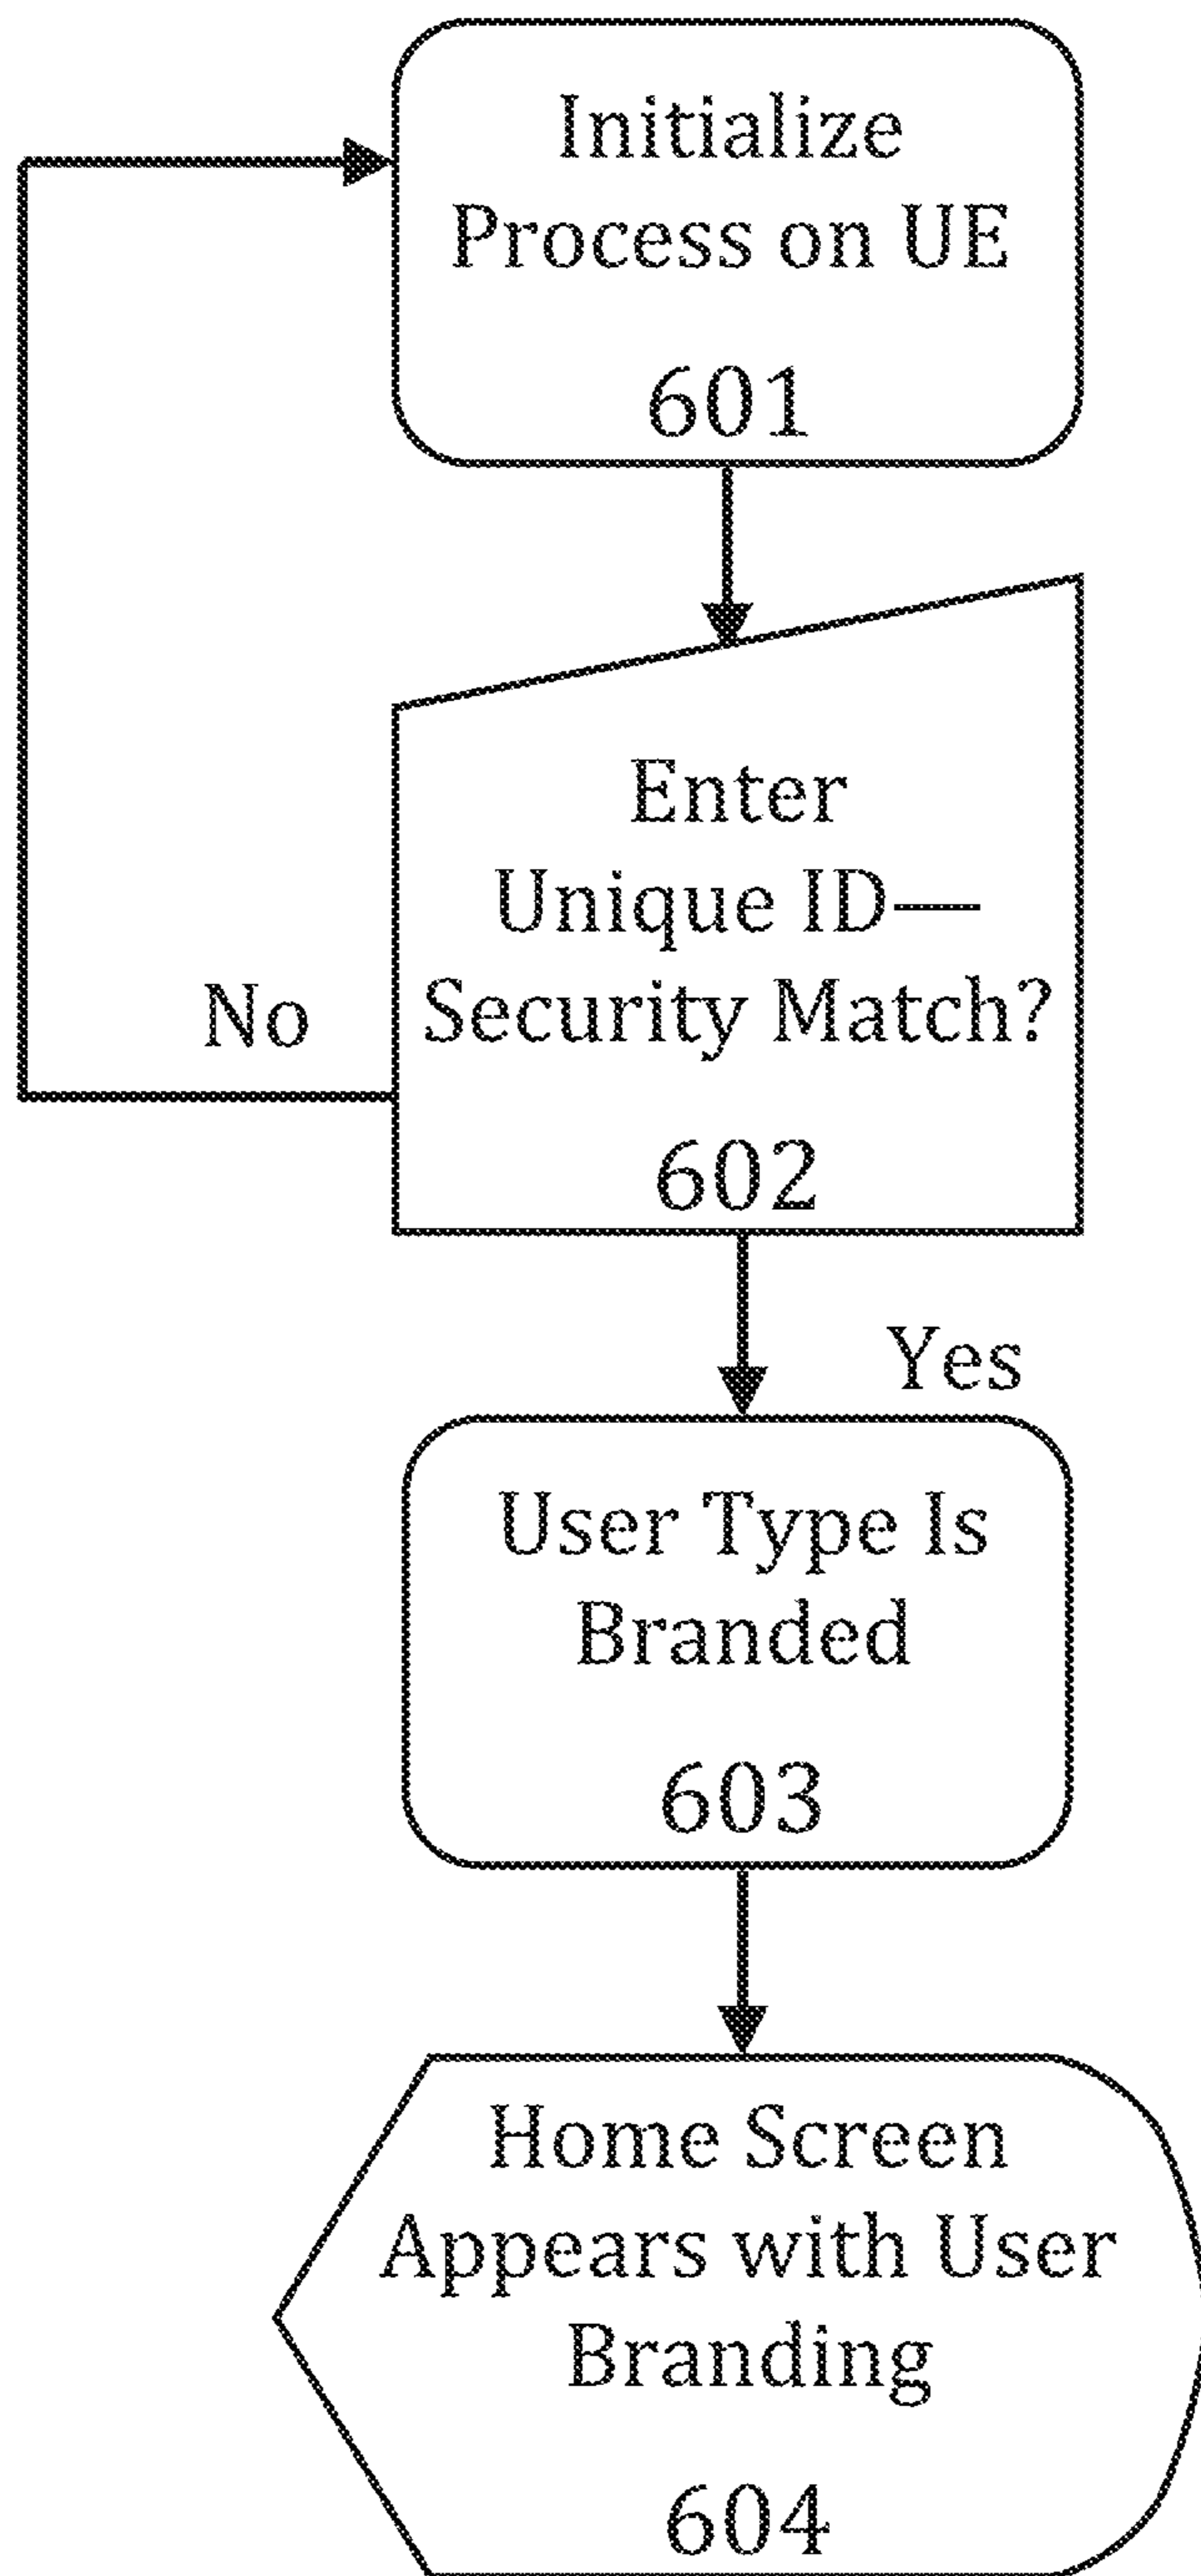 Initialize
Process on UE
601
Enter
Unique ID—
Security Match?
No
602
Yes
User Type Is
Branded
603
Home Screen
Appears with User
Branding
604